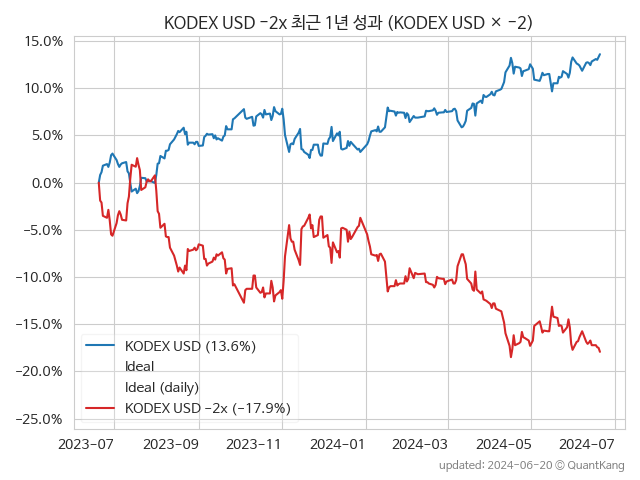 KODEX USD −2x 최근 1년 성과 (KODEX USD × −2)
15.0%
10.0%
5.0%
0.0%
−5.0%
−10.0%
−15.0%
−20.0%
−25.0%
KODEX USD (13.6%)
Ideal
Ideal (daily)
KODEX USD −2x (−17.9%)
2023-07 2023-09 2023-11 2024-01 2024-03 2024-05 2024-07
updated: 2024-06-20 © QuantKang